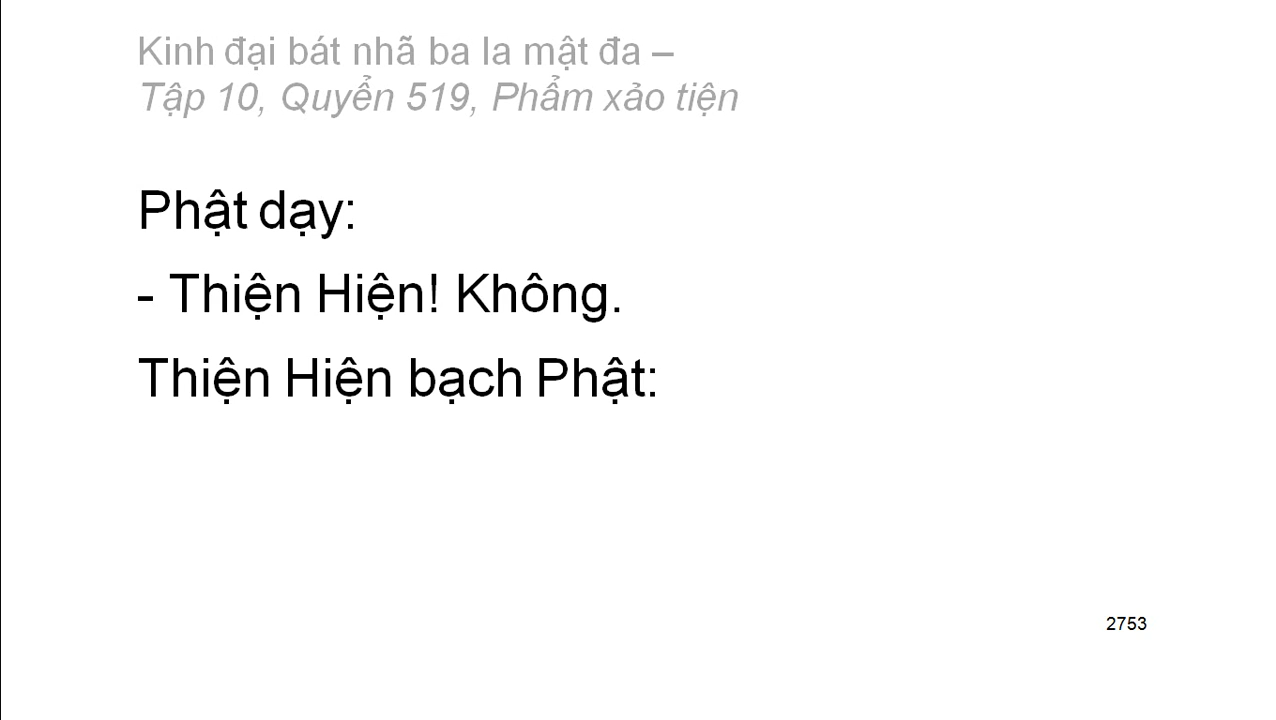 Kinh đại bát nhã ba la mật đa –
Tập 10, Quyển 519, Phẩm xảo tiện
Phật dạy:
- Thiện Hiện! Không.
Thiện Hiện bạch Phật:
2753